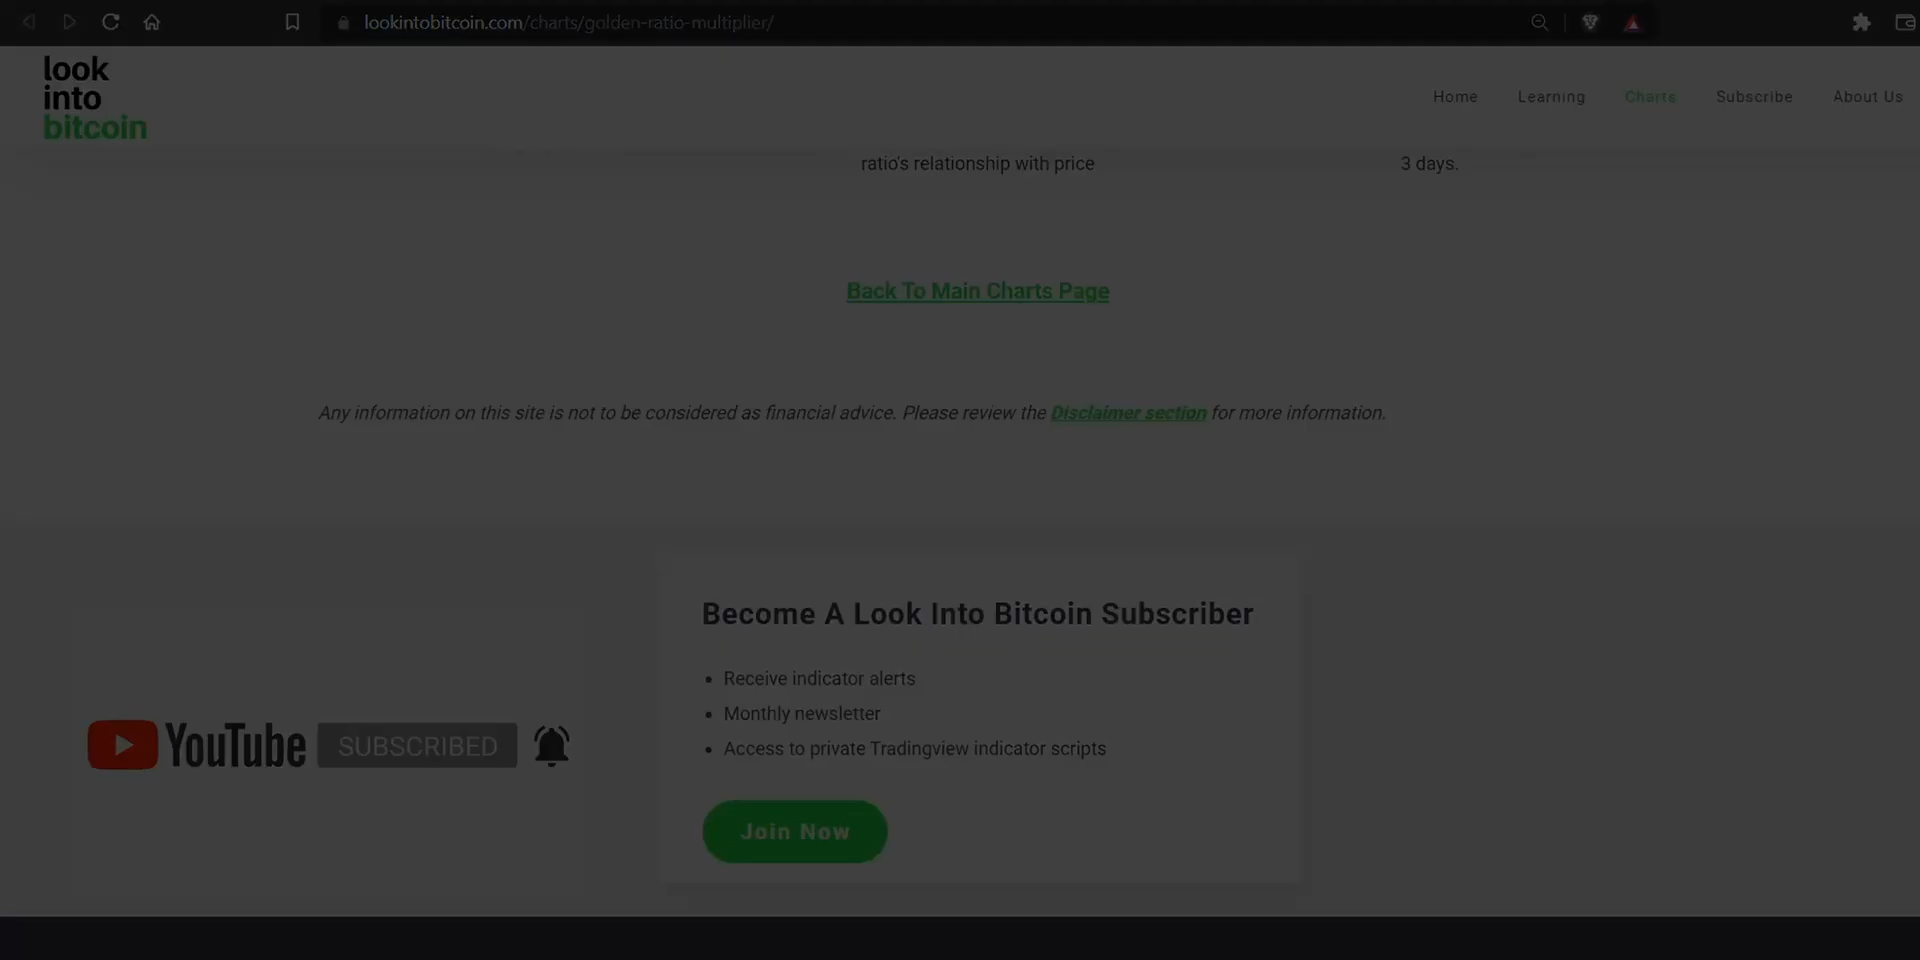 lookintobitcoin.com/charts/golden-ratio-multiplier/
look
into
bitcoin
Home Learning Charts Subscribe About Us
ratio's relationship with price 3 days.
Back To Main Charts Page
Any information on this site is not to be considered as financial advice. Please review the Disclaimer section for more information.
Become A Look Into Bitcoin Subscriber
• Receive indicator alerts
• Monthly newsletter
• Access to private Tradingview indicator scripts
YouTube SUBSCRIBED
Join Now